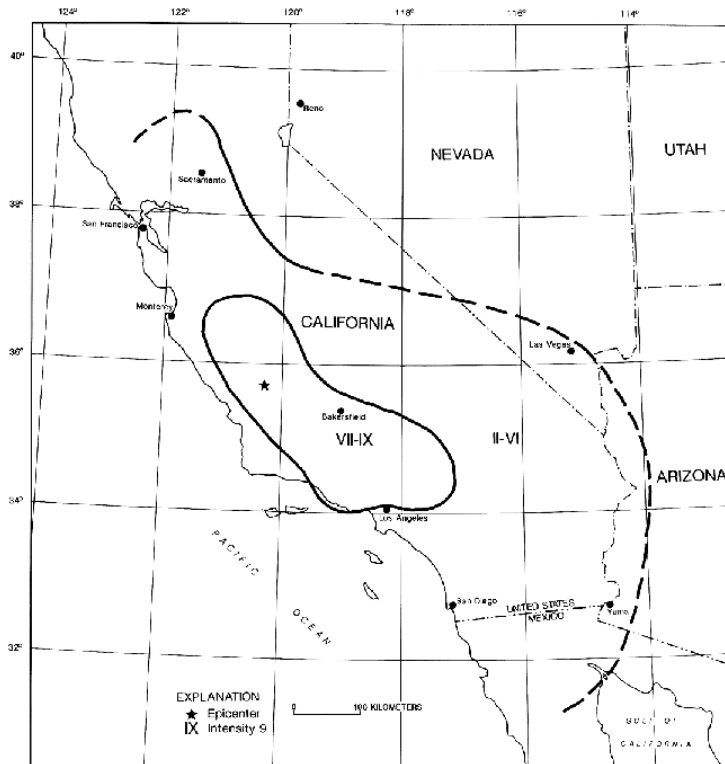 124°
122°
120°
118°
116°
114°
40°
Reno
NEVADA
UTAH
Sacramento
38°
San Francisco
Monterey
CALIFORNIA
Las Vegas
36°
Bakersfield
VII-IX
II-VI
ARIZONA
34°
Los Angeles
PACIFIC
OCEAN
San Diego
UNITED STATES
MEXICO
Yuma
32°
EXPLANATION
Epicenter
IX Intensity 9
0 100 KILOMETERS
GULF OF
CALIFORNIA